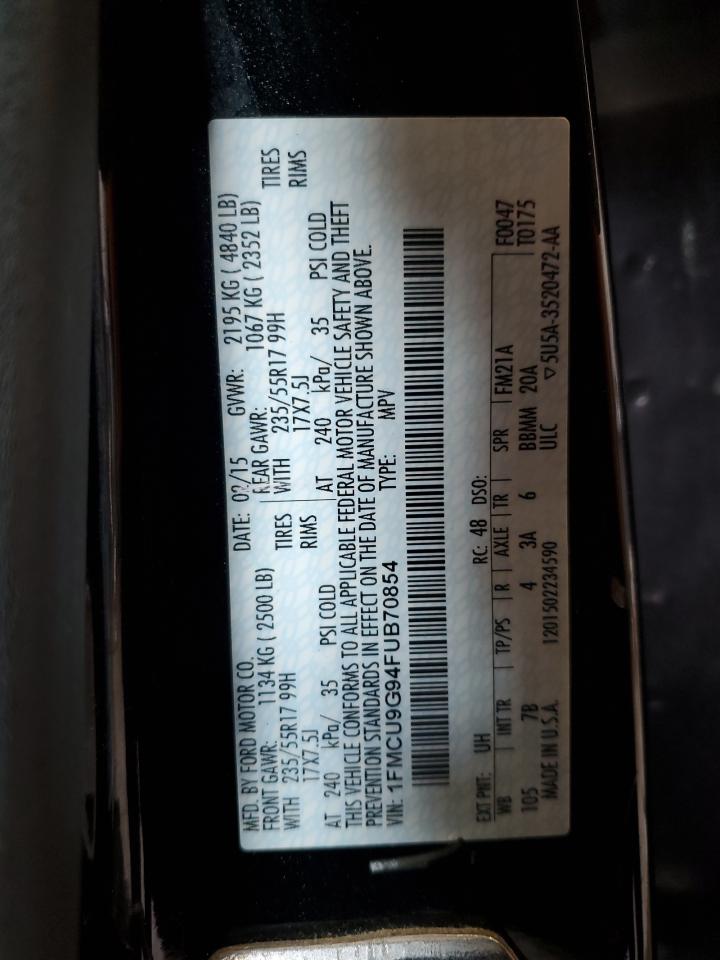 MFD. BY FORD MOTOR CO.
DATE: 02/15 GVWR: 2195 KG ( 4840 LB)
FRONT GAWR: 1134 KG ( 2500 LB) REAR GAWR: 1067 KG ( 2352 LB)
WITH 235/55R17 99H TIRES WITH 235/55R17 99H TIRES
17X7.5J RIMS 17X7.5J RIMS
AT 240 kPa/ 35 PSI COLD AT 240 kPa/ 35 PSI COLD
THIS VEHICLE CONFORMS TO ALL APPLICABLE FEDERAL MOTOR VEHICLE SAFETY AND THEFT
PREVENTION STANDARDS IN EFFECT ON THE DATE OF MANUFACTURE SHOWN ABOVE.
VIN: 1FMCU9G94FUB70854 TYPE: MPV
EXT PNT: UH RC: 48 DSO:
WB INT TR TP/PS R AXLE TR SPR FM21A F0047
105 7B 4 3A 6 BBMM 20A T0175
MADE IN U.S.A. 1201502234590 ULC ▽5U5A-3520472-AA